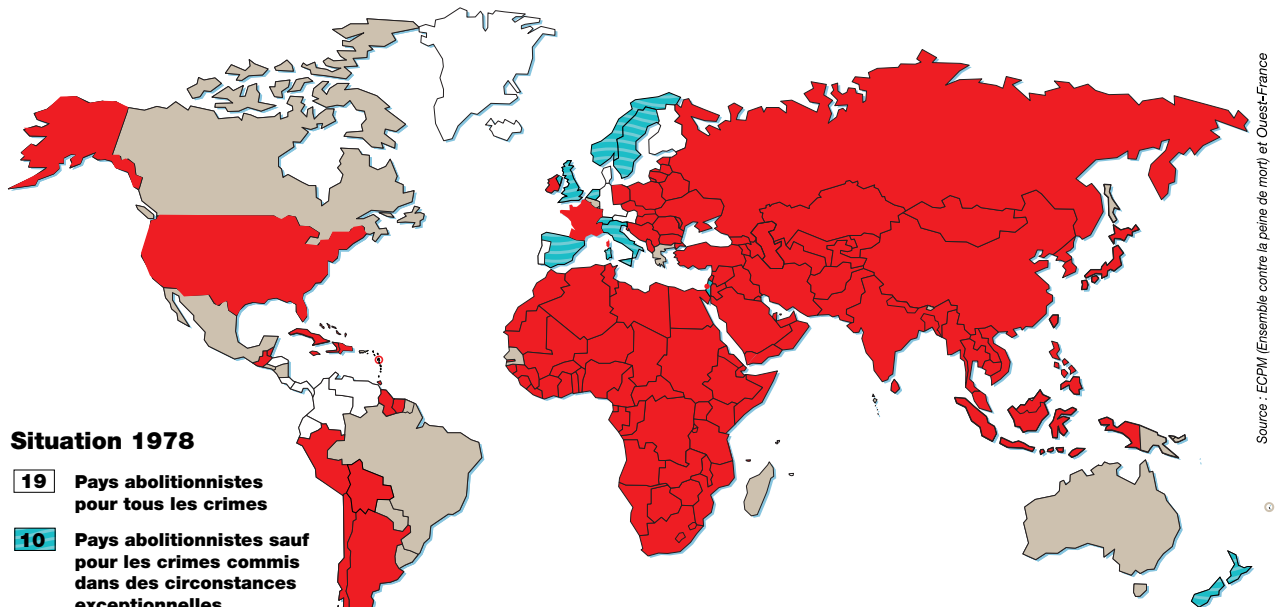 Situation 1978
19
Pays abolitionnistes
pour tous les crimes
10
Pays abolitionnistes sauf
pour les crimes commis
dans des circonstances
exceptionnelles
Source : ECPM (Ensemble contre la peine de mort) et Ouest-France